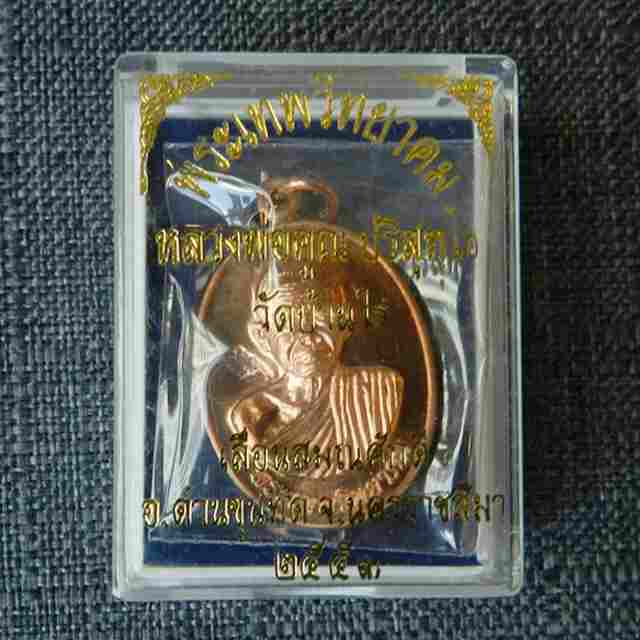 พระเทพวิทยาคม
หลวงพ่อคูณ ปริสุทฺโธ
วัดบ้านไร่
เลื่อนสมณศักดิ์
อ.ด่านขุนทด จ.นครราชสีมา
๒๕๕๓